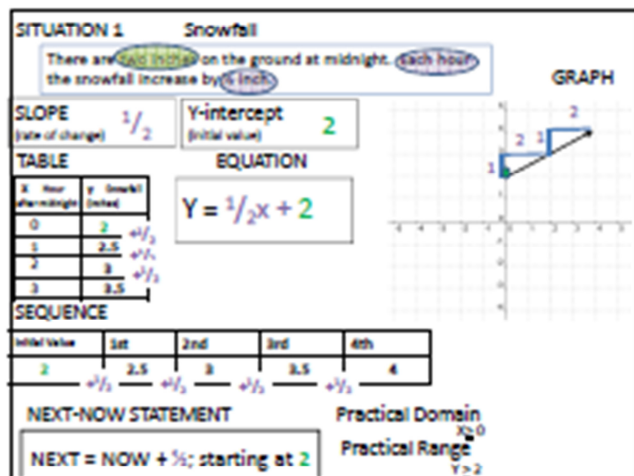 SITUATION 1 Snowfall
There are two inches on the ground at midnight. Each hour
the snowfall increase by ½ inch
GRAPH
SLOPE
(rate of change) 1/2
Y-intercept
(initial value) 2
TABLE
X Hour after midnight y Snowfall (inches)
0 2
1 2.5
2 3
3 3.5
+1/2
+1/2
+1/2
EQUATION
Y = 1/2x + 2
1 2 1 2
SEQUENCE
Initial Value 1st 2nd 3rd 4th
2 2.5 3 3.5 4
+1/2 +1/2 +1/2 +1/2
NEXT-NOW STATEMENT
NEXT = NOW + ½; starting at 2
Practical Domain
X>0
Practical Range
Y>2